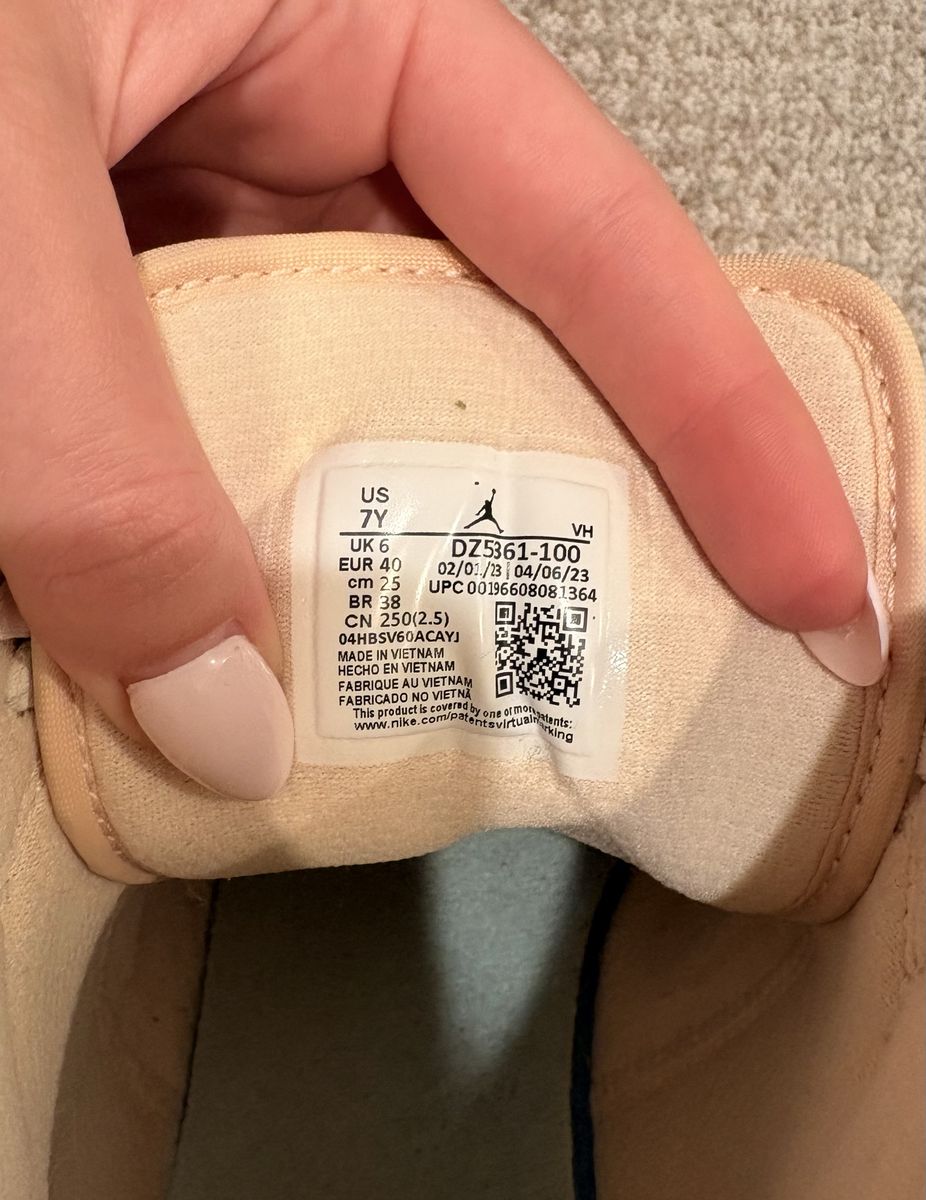 US
7Y
VH
UK 6
EUR 40
cm 25
BR 38
CN 250(2.5)
DZ5361-100
02/01/23 | 04/06/23
UPC 00196608081364
04HBSV60ACAYJ
MADE IN VIETNAM
HECHO EN VIETNAM
FABRIQUE AU VIETNAM
FABRICADO NO VIETNÃ
This product is covered by one of more patents:
www.nike.com/patentsvirtualmarking